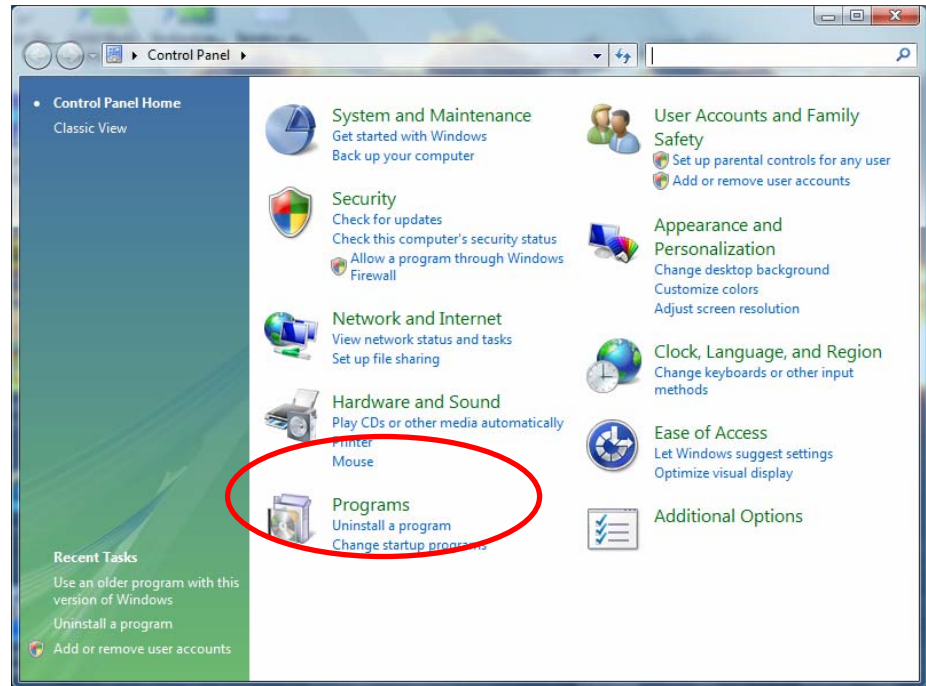 Control Panel
Control Panel Home
Classic View
System and Maintenance
Get started with Windows
Back up your computer
Security
Check for updates
Check this computer's security status
Allow a program through Windows
Firewall
Network and Internet
View network status and tasks
Set up file sharing
Hardware and Sound
Play CDs or other media automatically
Printer
Mouse
Programs
Uninstall a program
Change startup programs
User Accounts and Family
Safety
Set up parental controls for any user
Add or remove user accounts
Appearance and
Personalization
Change desktop background
Customize colors
Adjust screen resolution
Clock, Language, and Region
Change keyboards or other input
methods
Ease of Access
Let Windows suggest settings
Optimize visual display
Additional Options
Recent Tasks
Use an older program with this
version of Windows
Uninstall a program
Add or remove user accounts